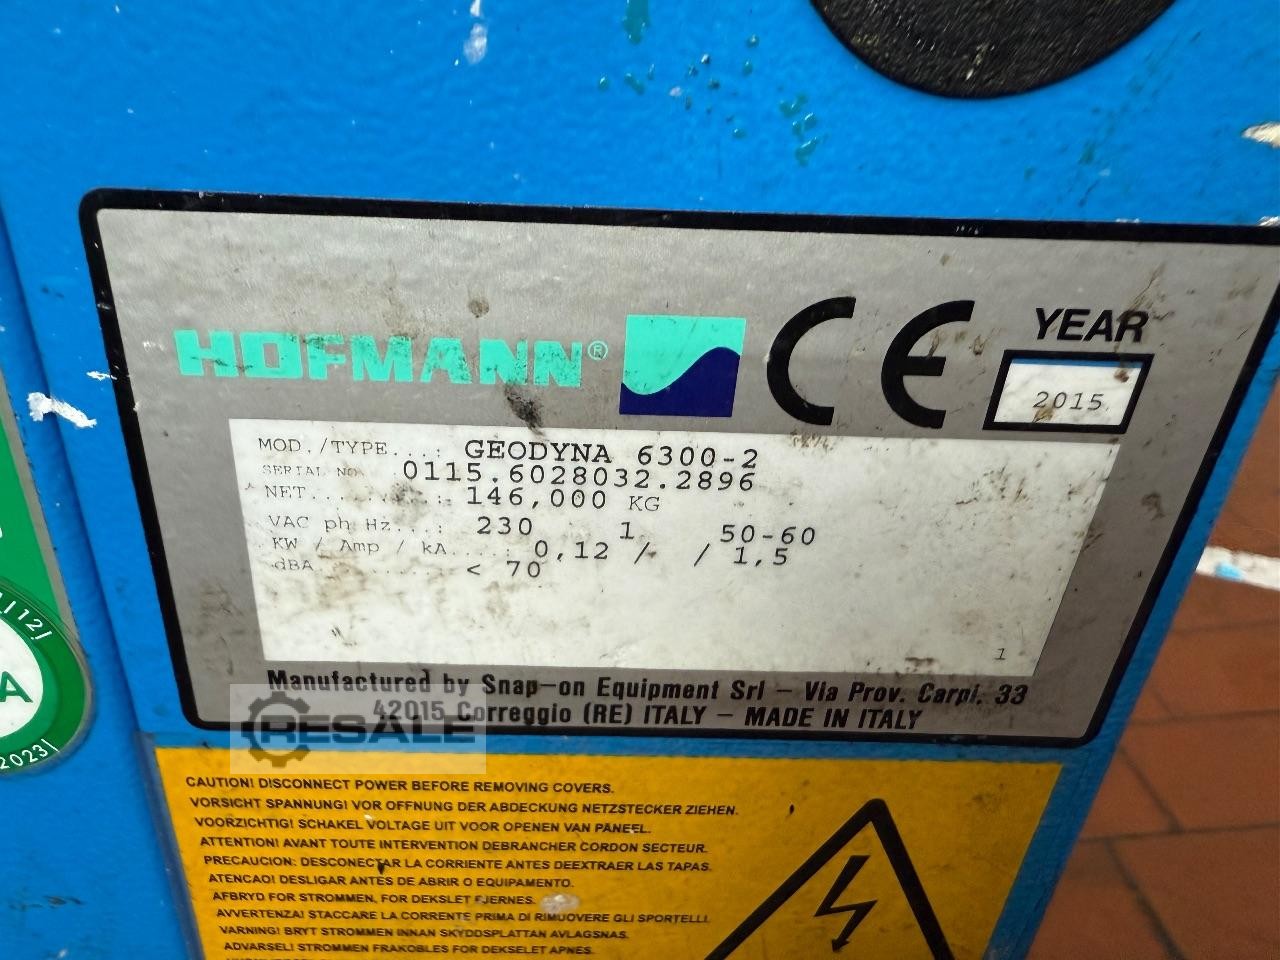 HOFMANN® CE YEAR
2015
MOD./TYPE...: GEODYNA 6300-2
SERIAL NO 0115.6028032.2896
NET.........: 146,000 KG
VAC ph Hz...: 230 1 50-60
KW / Amp / kA....: 0,12 / / 1,5
dBA ........... < 70
1
Manufactured by Snap-on Equipment Srl - Via Prov. Carpi. 33
42015 Correggio (RE) ITALY - MADE IN ITALY
RESALE
CAUTION! DISCONNECT POWER BEFORE REMOVING COVERS.
VORSICHT SPANNUNG! VOR OFFNUNG DER ABDECKUNG NETZSTECKER ZIEHEN.
VOORZICHTIG! SCHAKEL VOLTAGE UIT VOOR OPENEN VAN PANEEL.
ATTENTION! AVANT TOUTE INTERVENTION DEBRANCHER CORDON SECTEUR.
PRECAUCION: DESCONECTAR LA CORRIENTE ANTES DEEXTRAER LAS TAPAS.
ATENCAO! DESLIGAR ANTES DE ABRIR O EQUIPAMENTO.
AFBRYD FOR STROMMEN, FOR DEKSLET FJERNES.
AVVERTENZA! STACCARE LA CORRENTE PRIMA DI RIMUOVERE GLI SPORTELLI.
VARNING! BRYT STROMMEN INNAN SKYDDSPLATTAN AVLAGSNAS.
ADVARSEL! STROMMEN FRAKOBLES FOR DEKSELET APNES.
A
2023